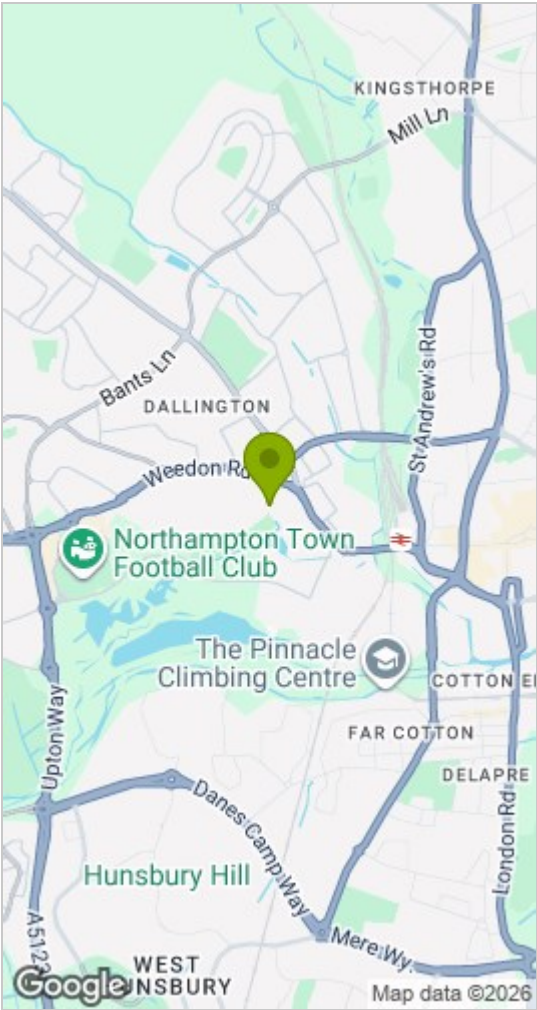 KINGSTHORPE
Mill Ln
St Andrew's Rd
Bants Ln
DALLINGTON
Weedon Rd
Northampton Town
Football Club
The Pinnacle
Climbing Centre
COTTON E
FAR COTTON
Upton Way
DELAPRE
Danes Camp Way
London Rd
Hunsbury Hill
A512
Mere Wy.
WEST
UNSBURY
Google
Map data ©2026